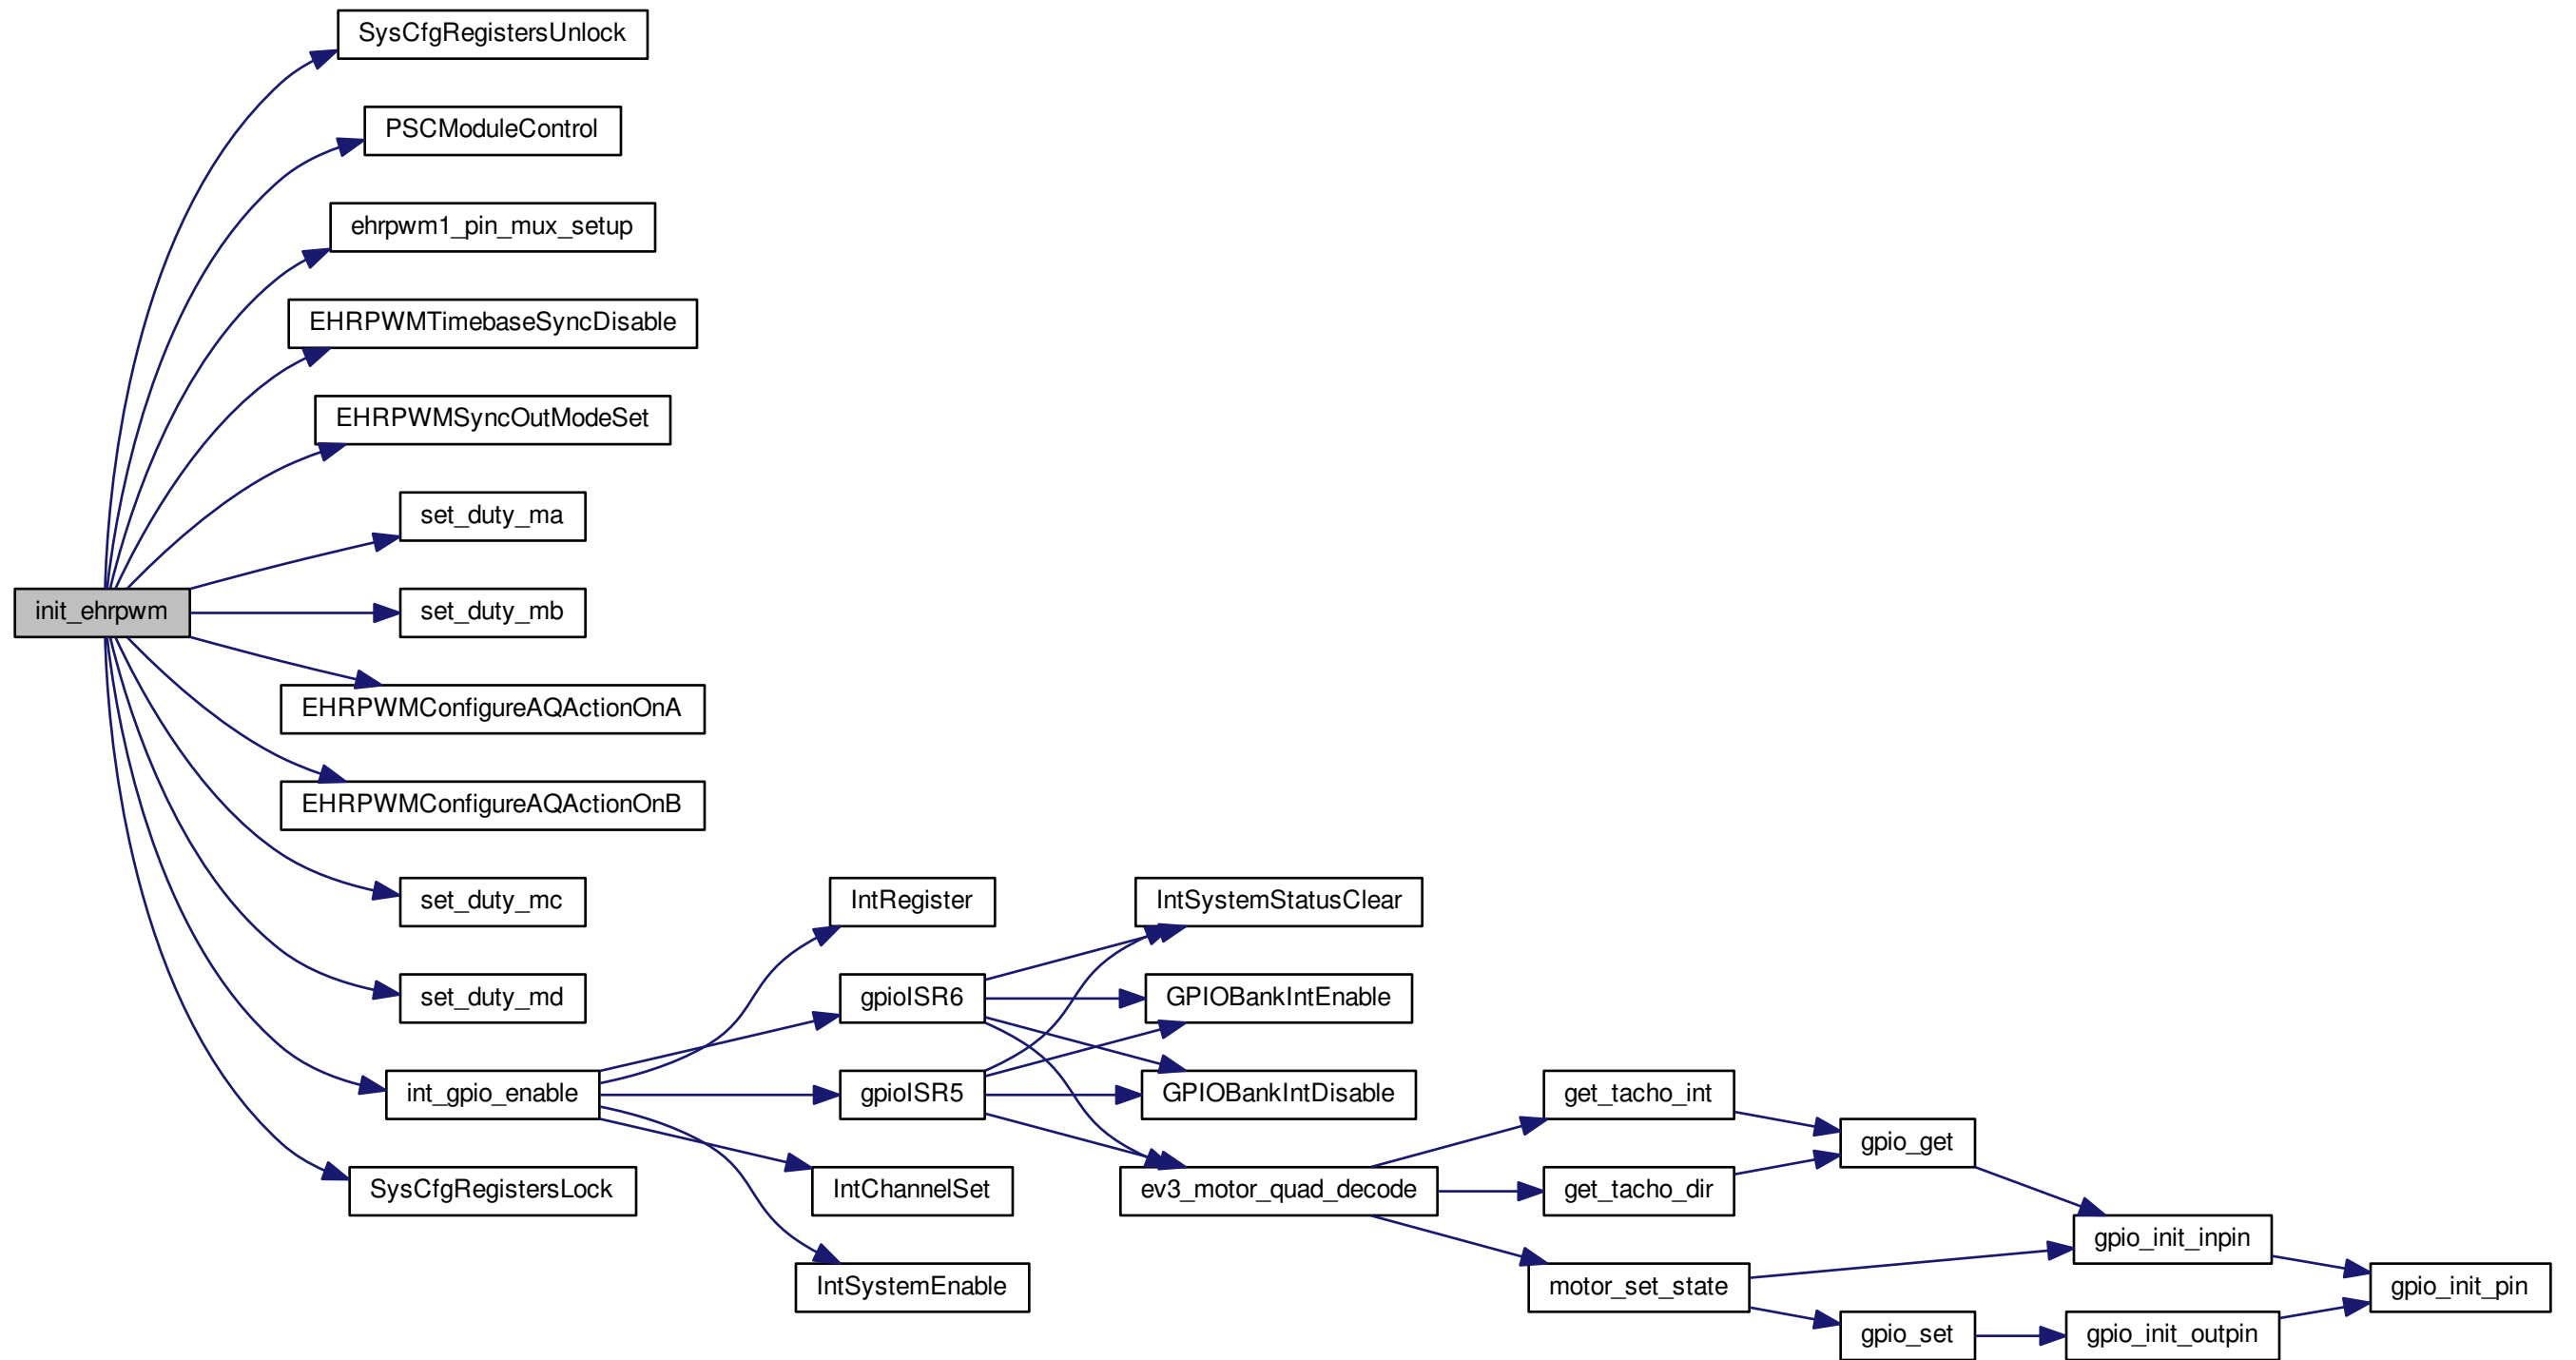 SysCfgRegistersUnlock
PSCModuleControl
ehrpwm1_pin_mux_setup
EHRPWMTimebaseSyncDisable
EHRPWMSyncOutModeSet
set_duty_ma
init_ehrpwm
set_duty_mb
EHRPWMConfigureAQActionOnA
EHRPWMConfigureAQActionOnB
set_duty_mc
IntRegister
IntSystemStatusClear
set_duty_md
gpioISR6
GPIOBankIntEnable
int_gpio_enable
gpioISR5
GPIOBankIntDisable
get_tacho_int
gpio_get
SysCfgRegistersLock
IntChannelSet
ev3_motor_quad_decode
get_tacho_dir
gpio_init_inpin
IntSystemEnable
motor_set_state
gpio_init_pin
gpio_set
gpio_init_outpin